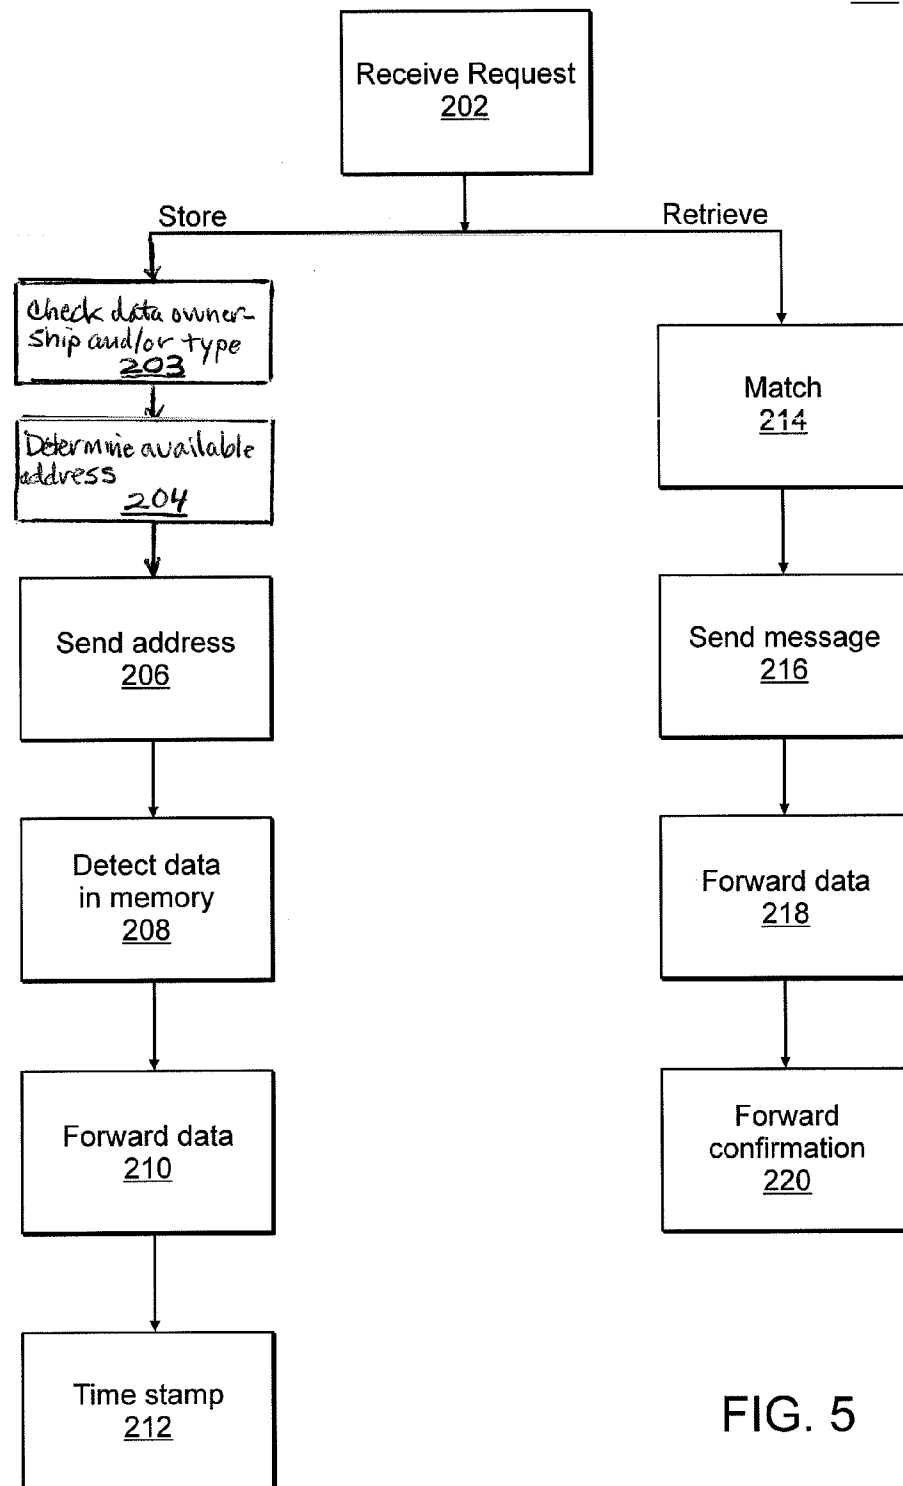 Receive Request
202
Store
Retrieve
Check data owner-
ship and/or type
203
Determine available
address
204
Send address
206
Detect data
in memory
208
Forward data
210
Time stamp
212
Match
214
Send message
216
Forward data
218
Forward
confirmation
220
FIG. 5